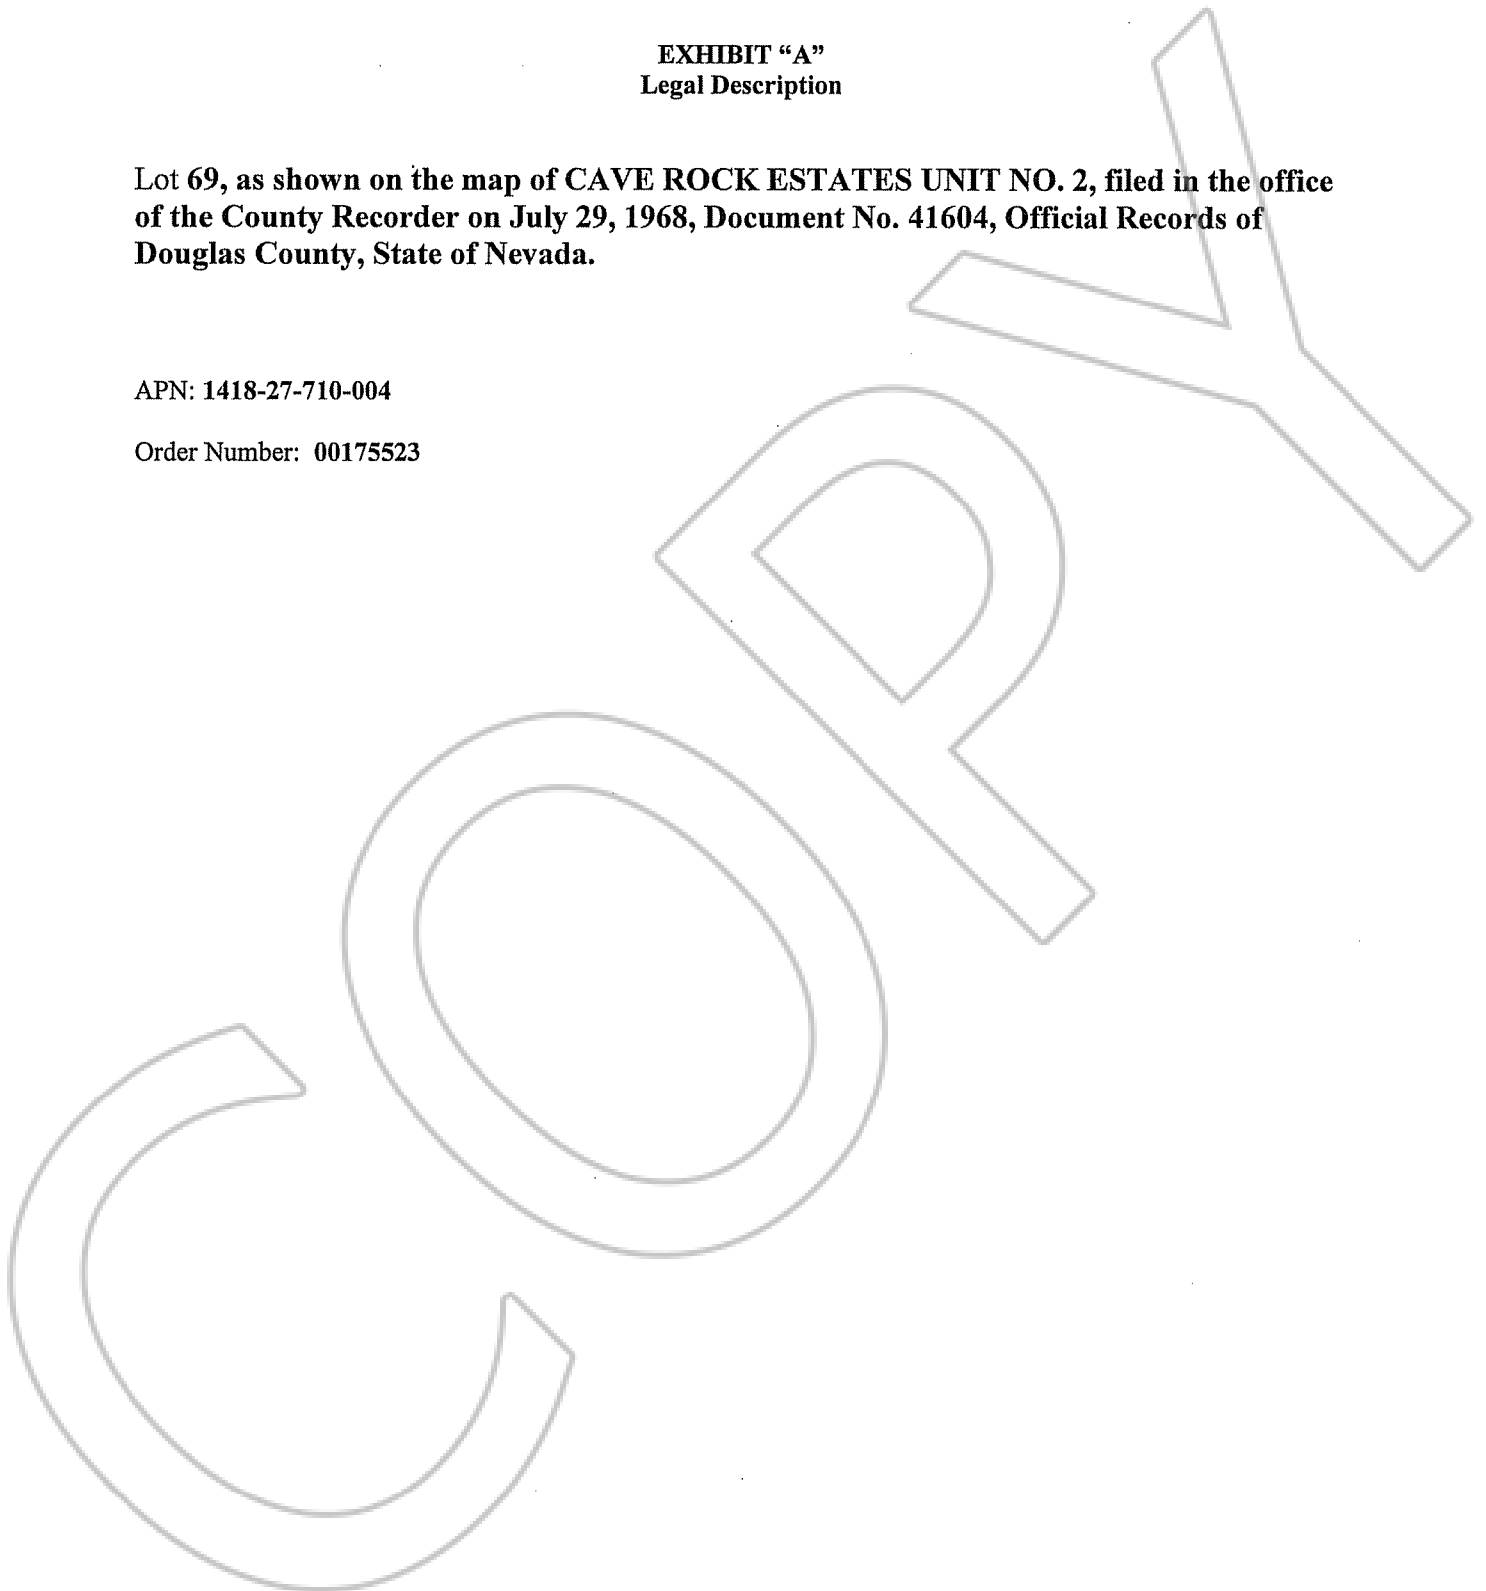 EXHIBIT “A”
Legal Description
Lot 69, as shown on the map of CAVE ROCK ESTATES UNIT NO. 2, filed in the office
of the County Recorder on July 29, 1968, Document No. 41604, Official Records of
Douglas County, State of Nevada.
APN: 1418-27-710-004
Order Number: 00175523
COPY